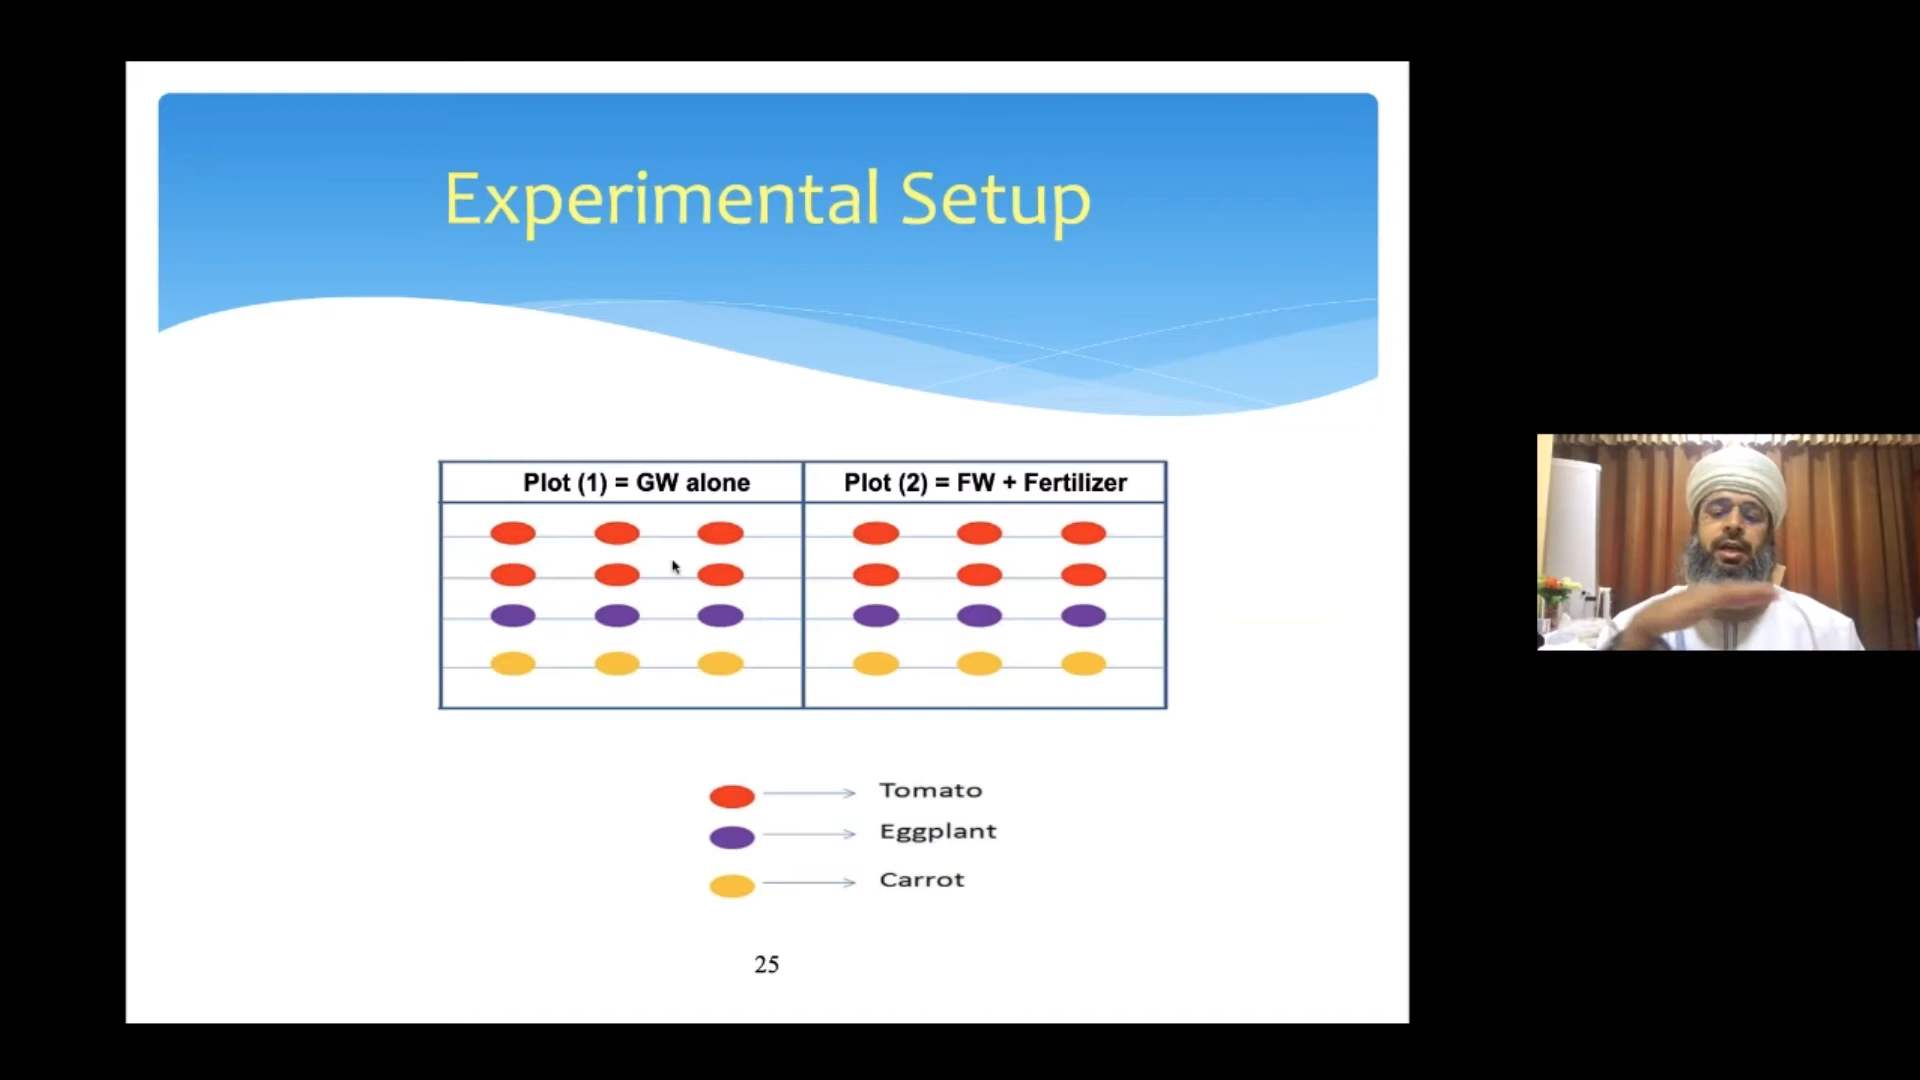 Experimental Setup
Plot (1) = GW alone
Plot (2) = FW + Fertilizer
Tomato
Eggplant
Carrot
25